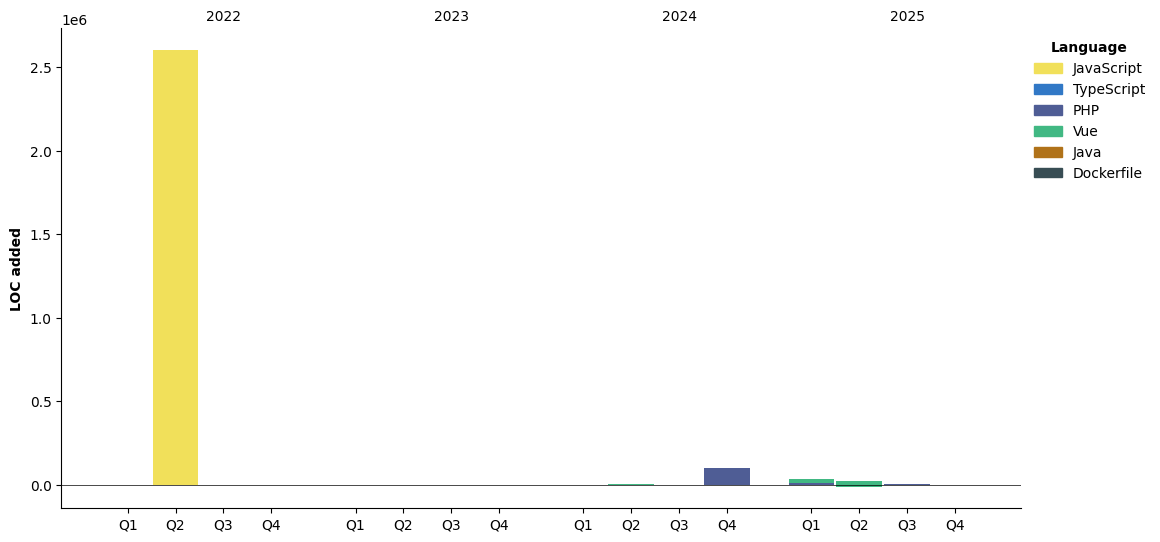 2022 2023 2024 2025
1e6
Language
JavaScript
TypeScript
PHP
Vue
Java
Dockerfile
LOC added
2.5
2.0
1.5
1.0
0.5
0.0
Q1 Q2 Q3 Q4 Q1 Q2 Q3 Q4 Q1 Q2 Q3 Q4 Q1 Q2 Q3 Q4